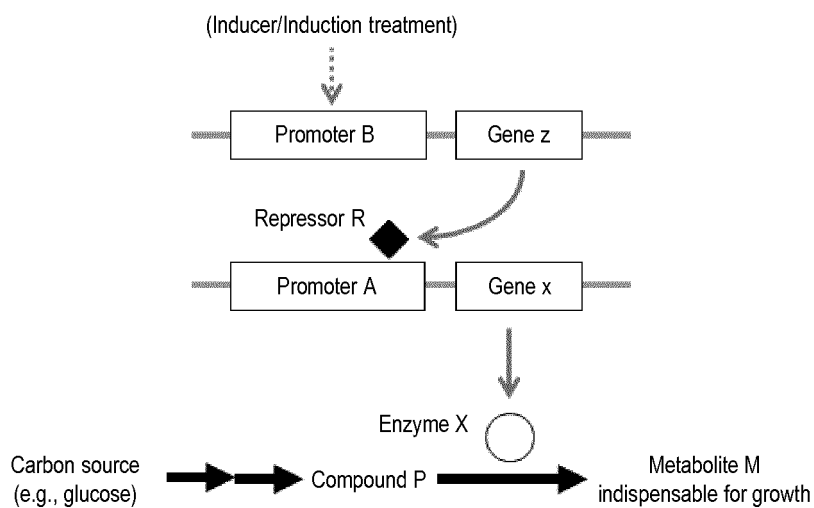 (Inducer/Induction treatment)
Promoter B
Gene z
Repressor R
Promoter A
Gene x
Enzyme X
Carbon source
(e.g., glucose)
Compound P
Metabolite M
indispensable for growth